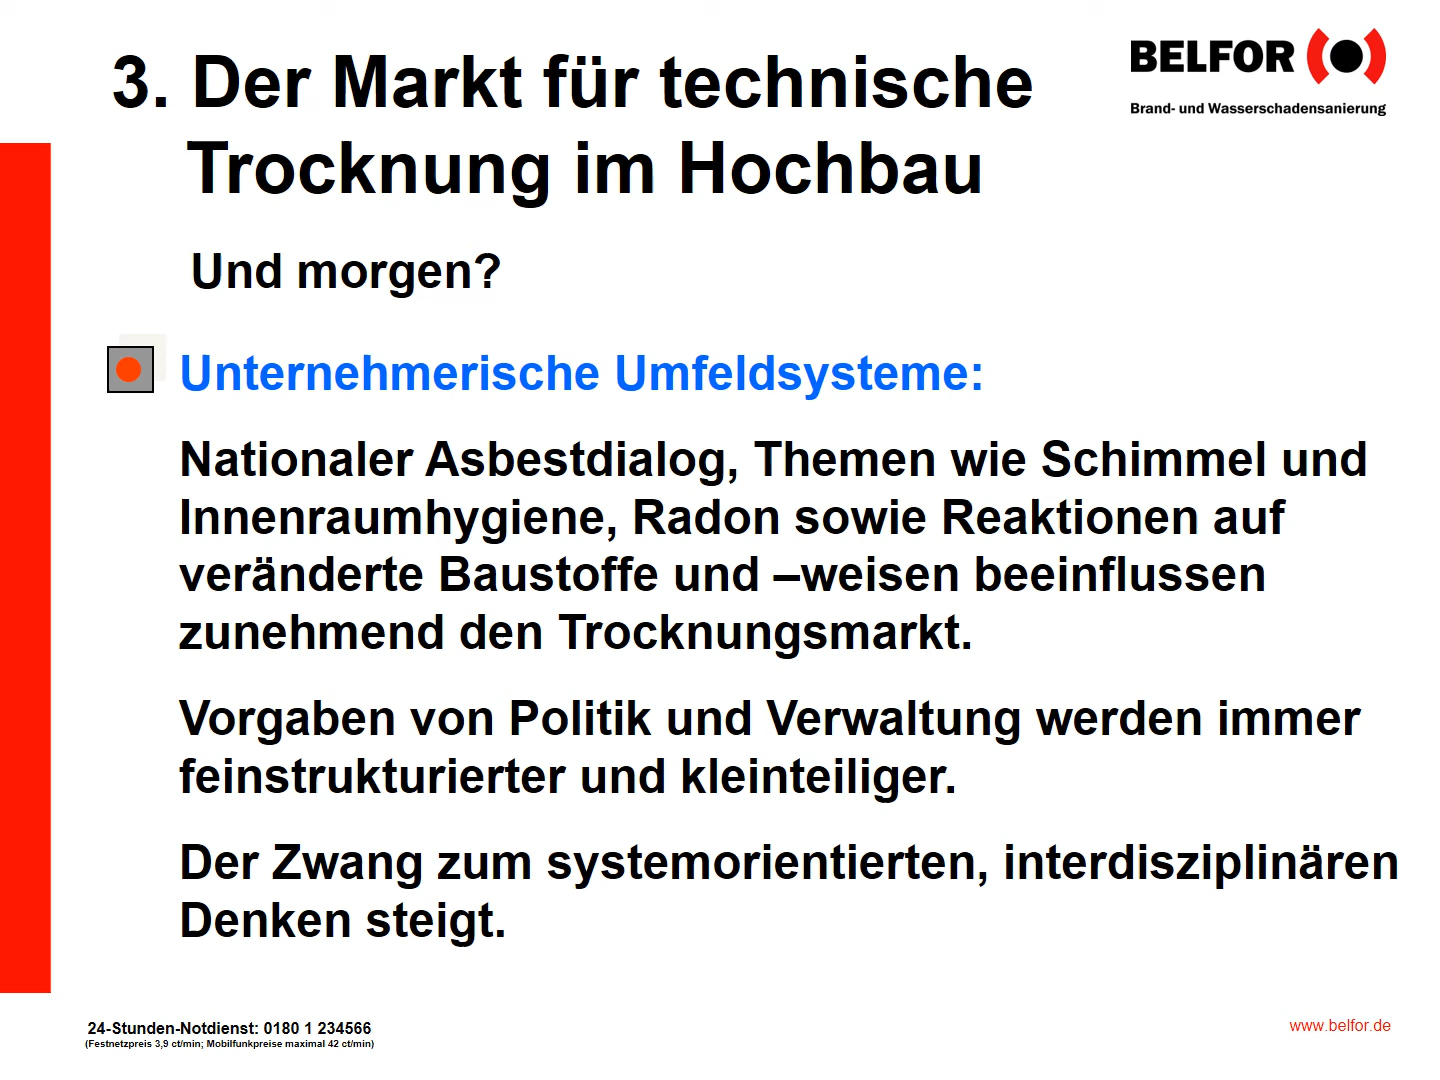 3. Der Markt für technische
Trocknung im Hochbau
BELFOR
Brand- und Wasserschadensanierung
Und morgen?
Unternehmerische Umfeldsysteme:
Nationaler Asbestdialog, Themen wie Schimmel und
Innenraumhygiene, Radon sowie Reaktionen auf
veränderte Baustoffe und –weisen beeinflussen
zunehmend den Trocknungsmarkt.
Vorgaben von Politik und Verwaltung werden immer
feinstrukturierter und kleinteiliger.
Der Zwang zum systemorientierten, interdisziplinären
Denken steigt.
24-Stunden-Notdienst: 0180 1 234566
(Festnetzpreis 3,9 ct/min; Mobilfunkpreise maximal 42 ct/min)
www.belfor.de